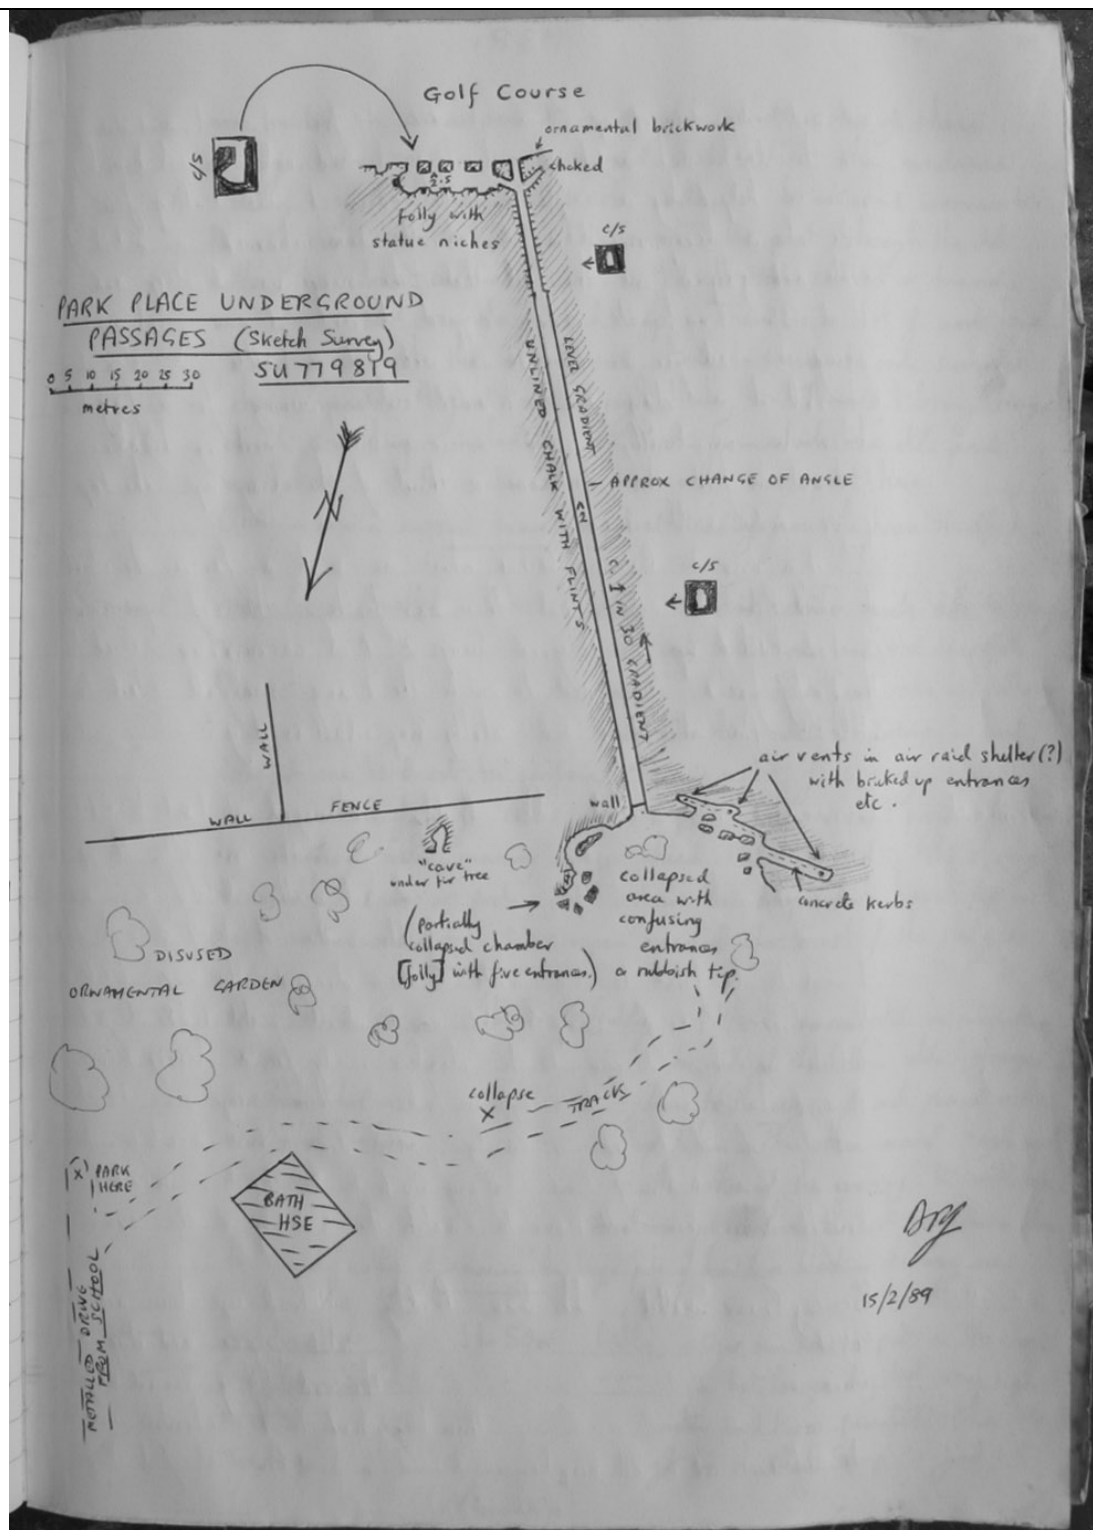 Golf Course
ornamental brickwork
choked
c/s
2.5
Folly with
statue niches
c/s
PARK PLACE UNDERGROUND
PASSAGES (Sketch Survey)
SU779819
0 5 10 15 20 25 30
metres
N
UNLINED CHALK WITH FLINTS
LEVEL GRADIENT
APPROX CHANGE OF ANGLE
c/s
C. 1 IN 30 GRADIENT
air vents in air raid shelter (?)
with bricked up entrances
etc.
WALL
WALL
FENCE
wall
"cave"
under fir tree
collapsed
area with
confusing
entrances
a rubbish tip.
concrete kerbs
(partially
collapsed chamber
[folly] with five entrances.)
DISUSED
ORNAMENTAL GARDEN
collapse
X
TRACKS
(X) PARK
HERE
BATH
HSE
METALLED DRIVE
FROM SCHOOL
15/2/89